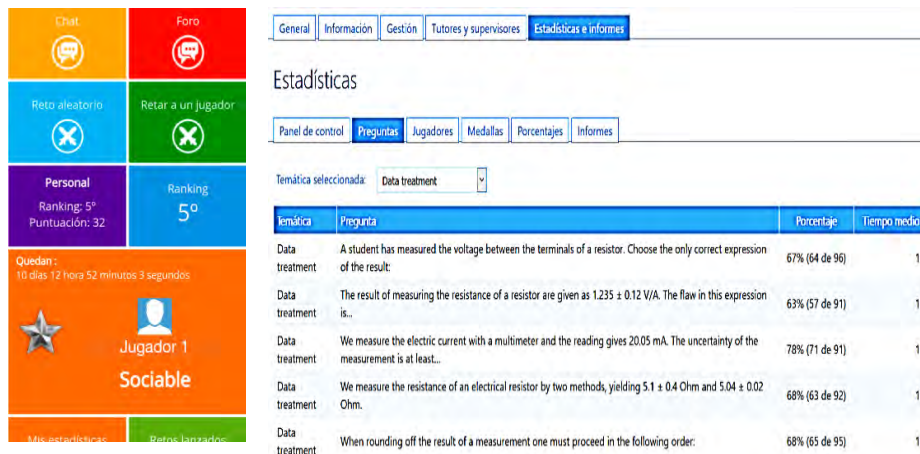 Chat
Foro
Reto aleatorio
Retar a un jugador
Personal
Ranking: 5º
Puntuación: 32
Ranking
5º
Quedan :
10 días 12 hora 52 minutos 3 segundos
Jugador 1
Sociable
Mis estadísticas
Retos lanzados
General
Información
Gestión
Tutores y supervisores
Estadísticas e informes
Estadísticas
Panel de control
Preguntas
Jugadores
Medallas
Porcentajes
Informes
Temática seleccionada: Data treatment
Temática Pregunta Porcentaje Tiempo medio
Data A student has measured the voltage between the terminals of a resistor. Choose the only correct expression
treatment of the result: 67% (64 de 96) 1
Data The result of measuring the resistance of a resistor are given as 1.235 ± 0.12 V/A. The flaw in this expression
treatment is... 63% (57 de 91) 1
Data We measure the electric current with a multimeter and the reading gives 20.05 mA. The uncertainty of the
treatment measurement is at least... 78% (71 de 91) 1
Data We measure the resistance of an electrical resistor by two methods, yielding 5.1 ± 0.4 Ohm and 5.04 ± 0.02
treatment Ohm. 68% (63 de 92) 1
Data
treatment When rounding off the result of a measurement one must proceed in the following order: 68% (65 de 95) 1